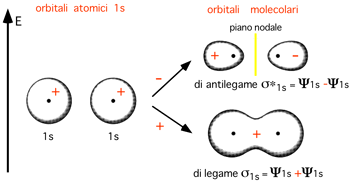 orbitali atomici 1s
orbitali molecolari
E
piano nodale
+ -
di antilegame σ*1s = Ψ1s -Ψ1s
+ +
-
+
1s 1s
+
di legame σ1s = Ψ1s +Ψ1s